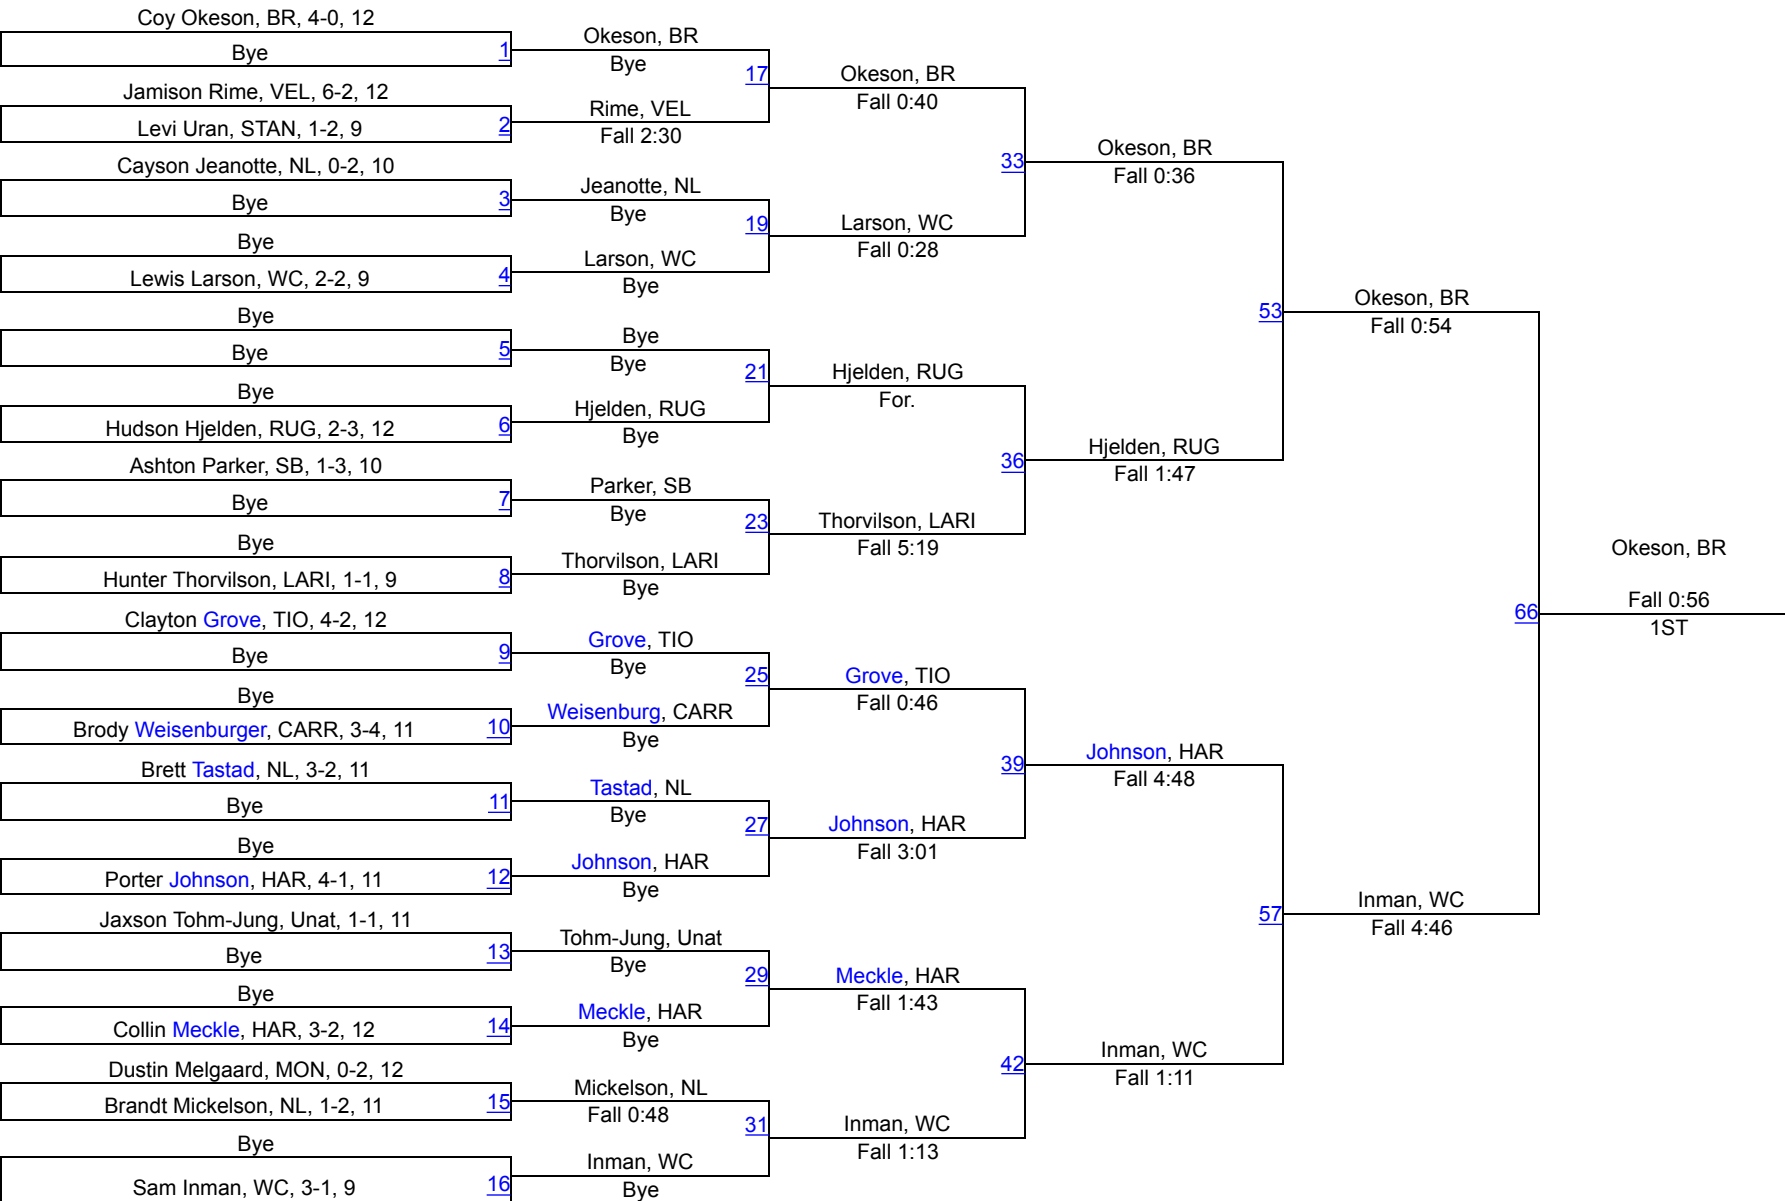 Coy Okeson, BR, 4-0, 12
Bye
1
Jamison Rime, VEL, 6-2, 12
Levi Uran, STAN, 1-2, 9
2
Cayson Jeanotte, NL, 0-2, 10
Bye
3
Bye
Lewis Larson, WC, 2-2, 9
4
Bye
Bye
5
Bye
Hudson Hjelden, RUG, 2-3, 12
6
Ashton Parker, SB, 1-3, 10
Bye
7
Bye
Hunter Thorvilson, LARI, 1-1, 9
8
Clayton Grove, TIO, 4-2, 12
Bye
9
Bye
Brody Weisenburger, CARR, 3-4, 11
10
Brett Tastad, NL, 3-2, 11
Bye
11
Bye
Porter Johnson, HAR, 4-1, 11
12
Jaxson Tohm-Jung, Unat, 1-1, 11
Bye
13
Bye
Collin Meckle, HAR, 3-2, 12
14
Dustin Melgaard, MON, 0-2, 12
Brandt Mickelson, NL, 1-2, 11
15
Bye
Sam Inman, WC, 3-1, 9
16
Okeson, BR
Bye
17
Rime, VEL
Fall 2:30
Jeanotte, NL
Bye
19
Larson, WC
Bye
Bye
Bye
21
Hjelden, RUG
Bye
Parker, SB
Bye
23
Thorvilson, LARI
Bye
Grove, TIO
Bye
25
Weisenburg, CARR
Bye
Tastad, NL
Bye
27
Johnson, HAR
Bye
Tohm-Jung, Unat
Bye
29
Meckle, HAR
Bye
Mickelson, NL
Fall 0:48
31
Inman, WC
Bye
Okeson, BR
Fall 0:40
33
Larson, WC
Fall 0:28
Hjelden, RUG
For.
36
Thorvilson, LARI
Fall 5:19
Grove, TIO
Fall 0:46
39
Johnson, HAR
Fall 3:01
Meckle, HAR
Fall 1:43
42
Inman, WC
Fall 1:13
Okeson, BR
Fall 0:36
53
Hjelden, RUG
Fall 1:47
Johnson, HAR
Fall 4:48
57
Inman, WC
Fall 1:11
Okeson, BR
Fall 0:54
66
Inman, WC
Fall 4:46
Okeson, BR
Fall 0:56
1ST